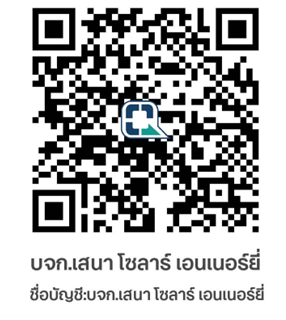 บจก.เสนา โซลาร์ เอนเนอร์ยี่
ชื่อบัญชี:บจก.เสนา โซลาร์ เอนเนอร์ยี่